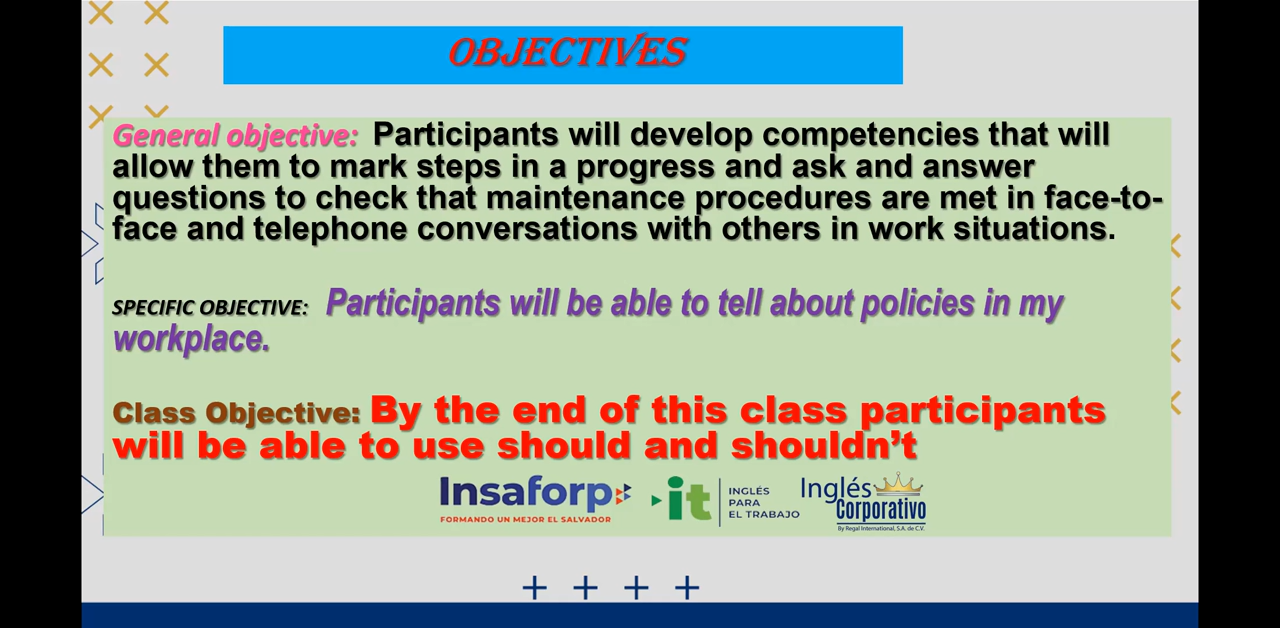 OBJECTIVES
General objective: Participants will develop competencies that will
allow them to mark steps in a progress and ask and answer
questions to check that maintenance procedures are met in face-to-
face and telephone conversations with others in work situations.
SPECIFIC OBJECTIVE: Participants will be able to tell about policies in my
workplace.
Class Objective: By the end of this class participants
will be able to use should and shouldn't
Insaforp
FORMANDO UN MEJOR EL SALVADOR
it
INGLÉS
PARA
EL TRABAJO
Inglés
Corporativo
By Regal International, S.A. de C.V.